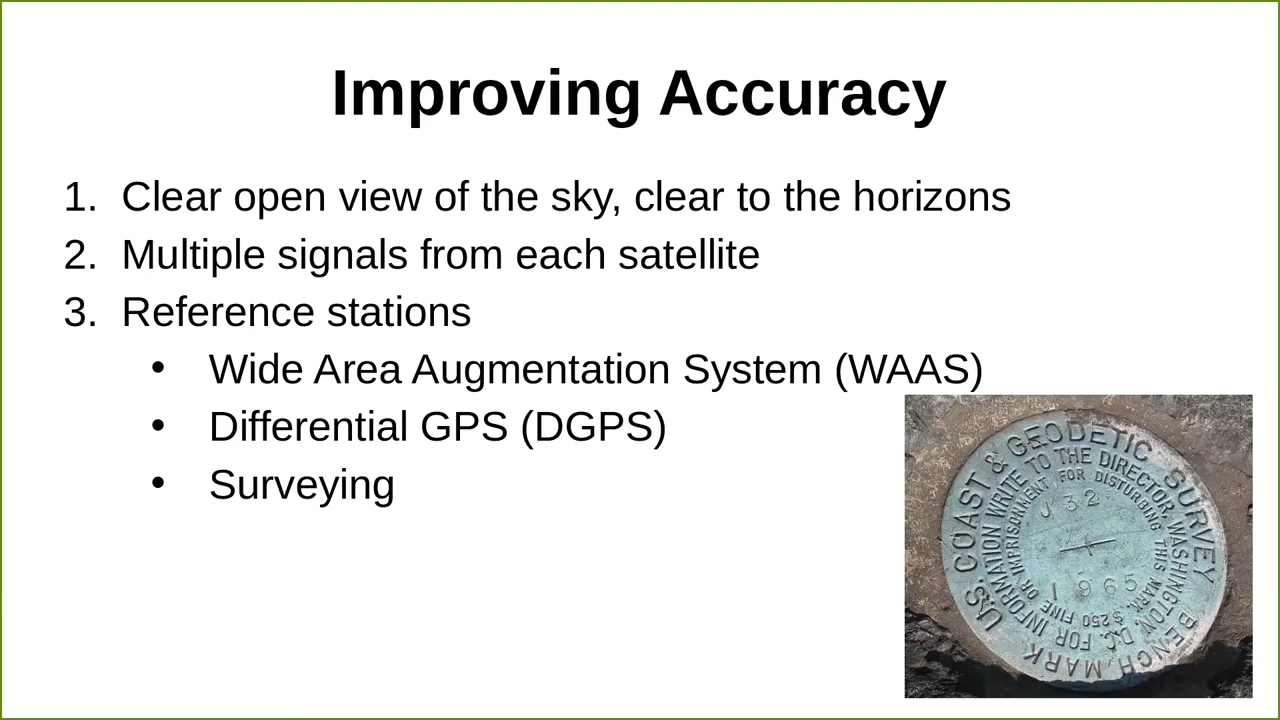 Improving Accuracy
1. Clear open view of the sky, clear to the horizons
2. Multiple signals from each satellite
3. Reference stations
• Wide Area Augmentation System (WAAS)
• Differential GPS (DGPS)
• Surveying
U.S. COAST & GEODETIC SURVEY BENCH MARK
FOR INFORMATION WRITE TO THE DIRECTOR, WASHINGTON, D.C.
$250 FINE OR IMPRISONMENT FOR DISTURBING THIS MARK.
J 32
1965